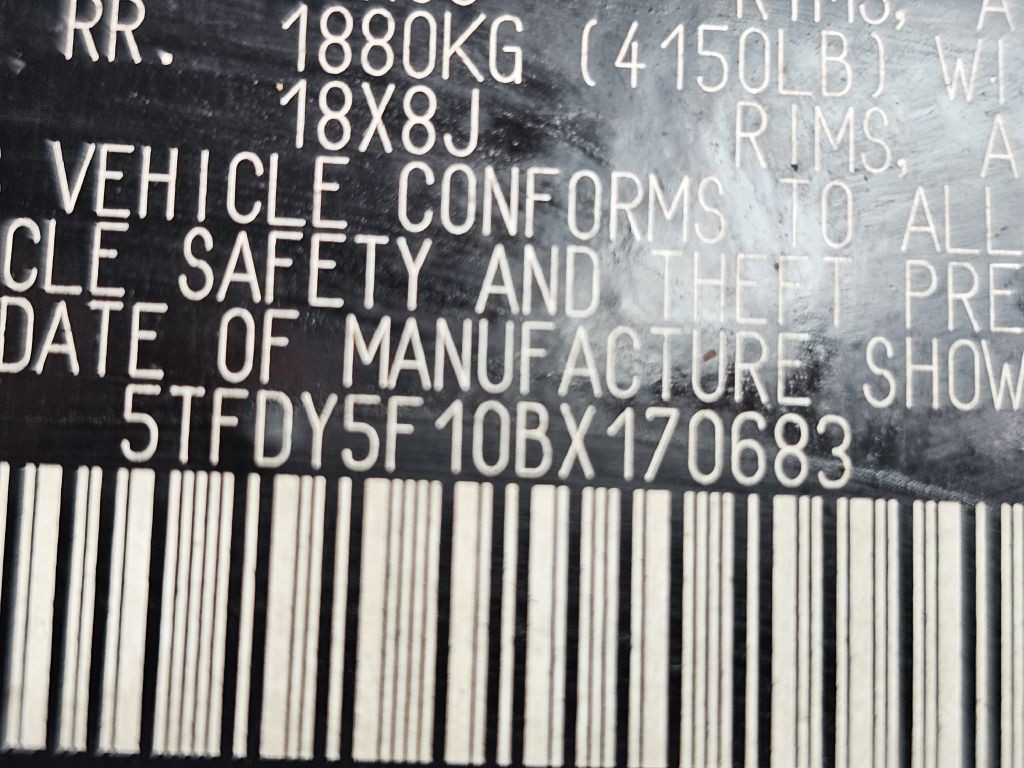 RR. 1880KG (4150LB) WI
18X8J RIMS, A
VEHICLE CONFORMS TO ALL
CLE SAFETY AND THEFT PRE
DATE OF MANUFACTURE SHOW
5TFDY5F10BX170683